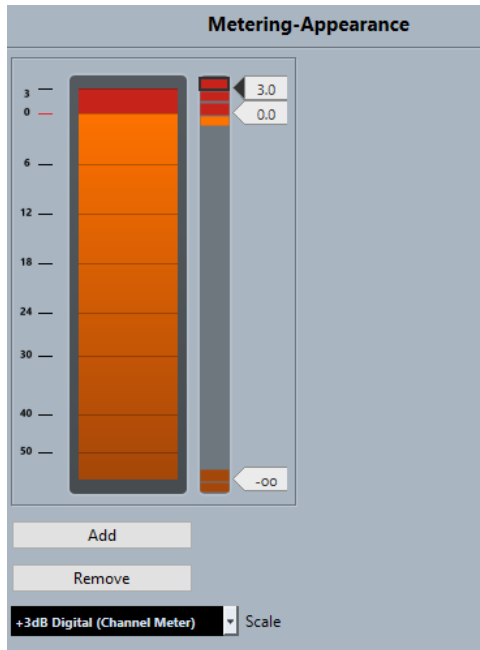 Metering-Appearance
3
3.0
0
0.0
6
12
18
24
30
40
50
-oo
Add
Remove
+3dB Digital (Channel Meter)
Scale